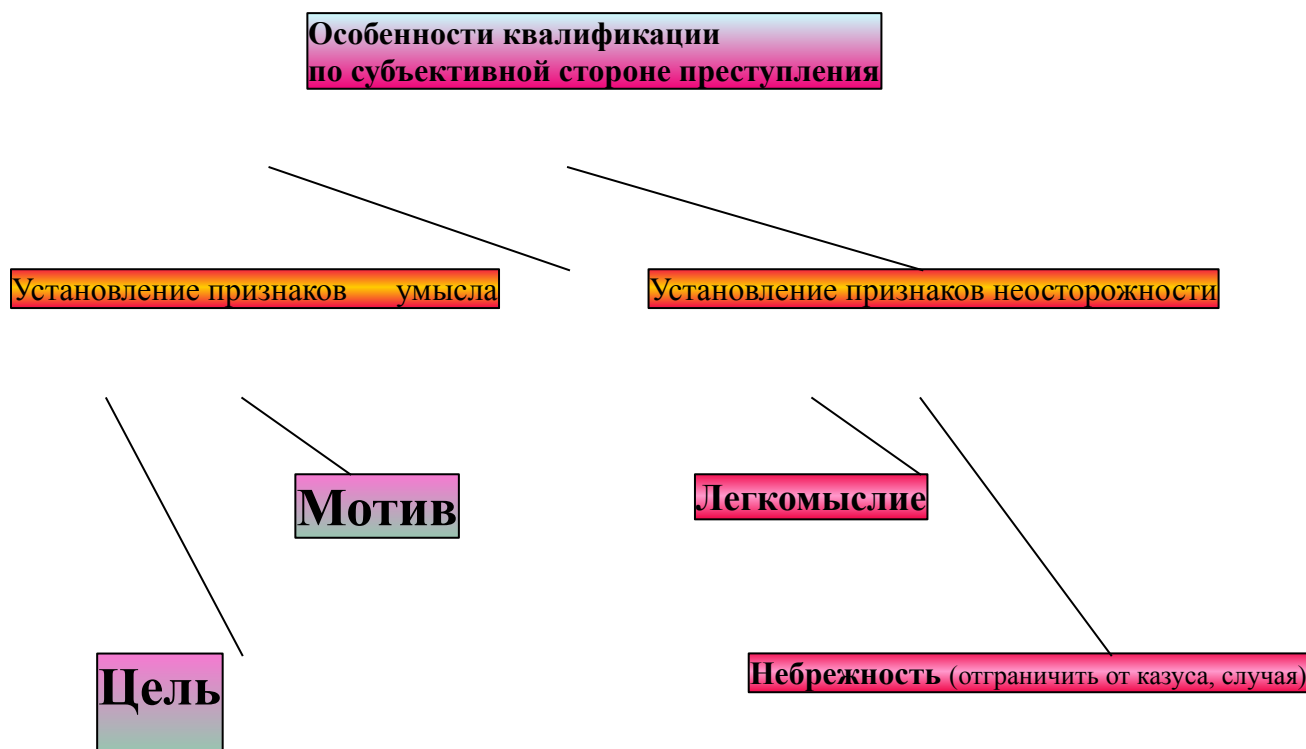 Особенности квалификации
по субъективной стороне преступления
Установление признаков умысла
Установление признаков неосторожности
Мотив
Легкомыслие
Цель
Небрежность (отграничить от казуса, случая)